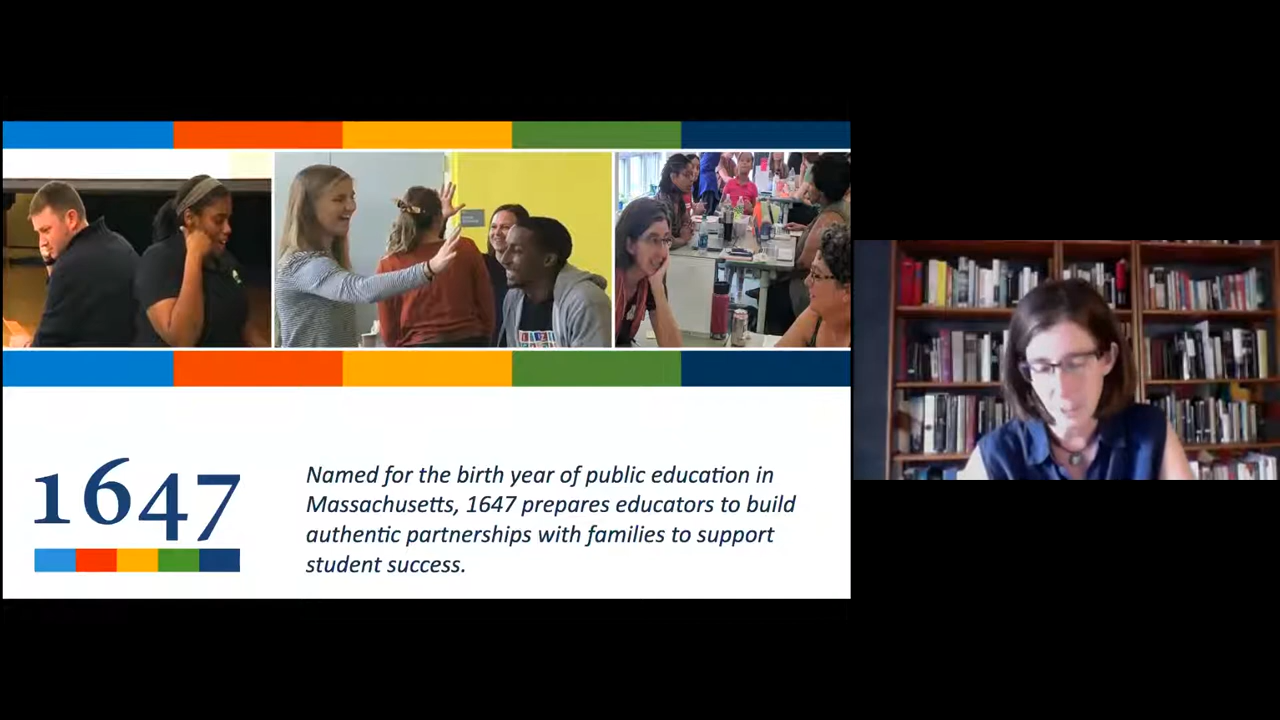 1647
Named for the birth year of public education in
Massachusetts, 1647 prepares educators to build
authentic partnerships with families to support
student success.